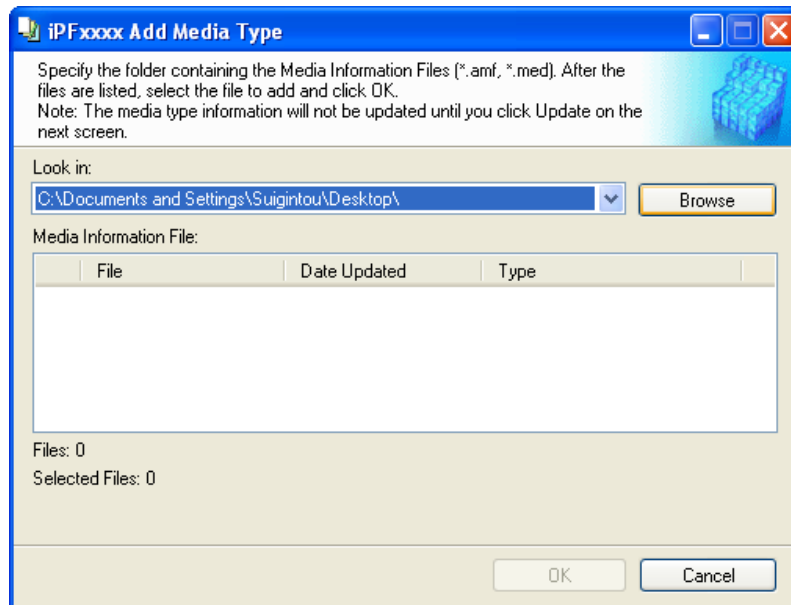 iPFxxxx Add Media Type
Specify the folder containing the Media Information Files (*.amf, *.med). After the
files are listed, select the file to add and click OK.
Note: The media type information will not be updated until you click Update on the
next screen.
Look in:
C:\Documents and Settings\Suigintou\Desktop\
Browse
Media Information File:
File Date Updated Type
Files: 0
Selected Files: 0
OK Cancel